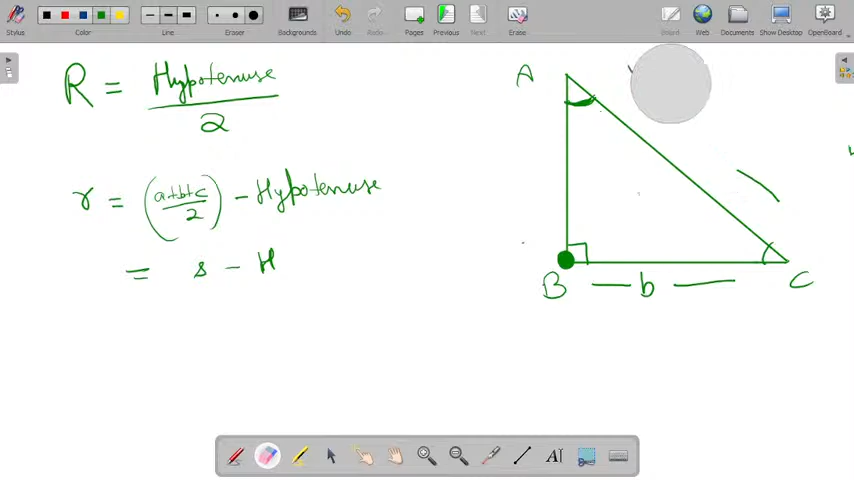 Stylus Color Line Eraser Backgrounds Undo Redo Pages Previous Next Erase Board Web Documents Show Desktop OpenBoard
R = Hypotenuse / 2
r = (a+b+c / 2) - Hypotenuse
= s - H
A
B — b — C